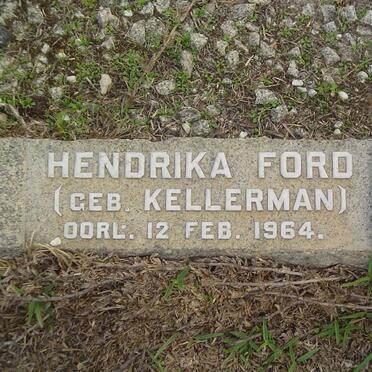 HENDRIKA FORD
(GEB. KELLERMAN)
OORL. 12 FEB. 1964.